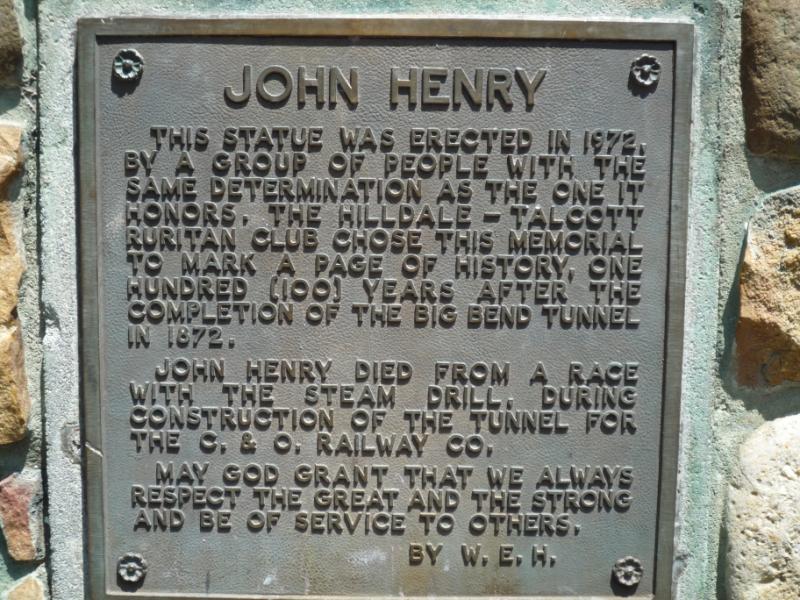 JOHN HENRY
THIS STATUE WAS ERECTED IN 1972,
BY A GROUP OF PEOPLE WITH THE
SAME DETERMINATION AS THE ONE IT
HONORS. THE HILLDALE – TALCOTT
RURITAN CLUB CHOSE THIS MEMORIAL
TO MARK A PAGE OF HISTORY, ONE
HUNDRED (100) YEARS AFTER THE
COMPLETION OF THE BIG BEND TUNNEL
IN 1872.
JOHN HENRY DIED FROM A RACE
WITH THE STEAM DRILL, DURING
CONSTRUCTION OF THE TUNNEL FOR
THE C. & O. RAILWAY CO.
MAY GOD GRANT THAT WE ALWAYS
RESPECT THE GREAT AND THE STRONG
AND BE OF SERVICE TO OTHERS.
BY W. E. H.